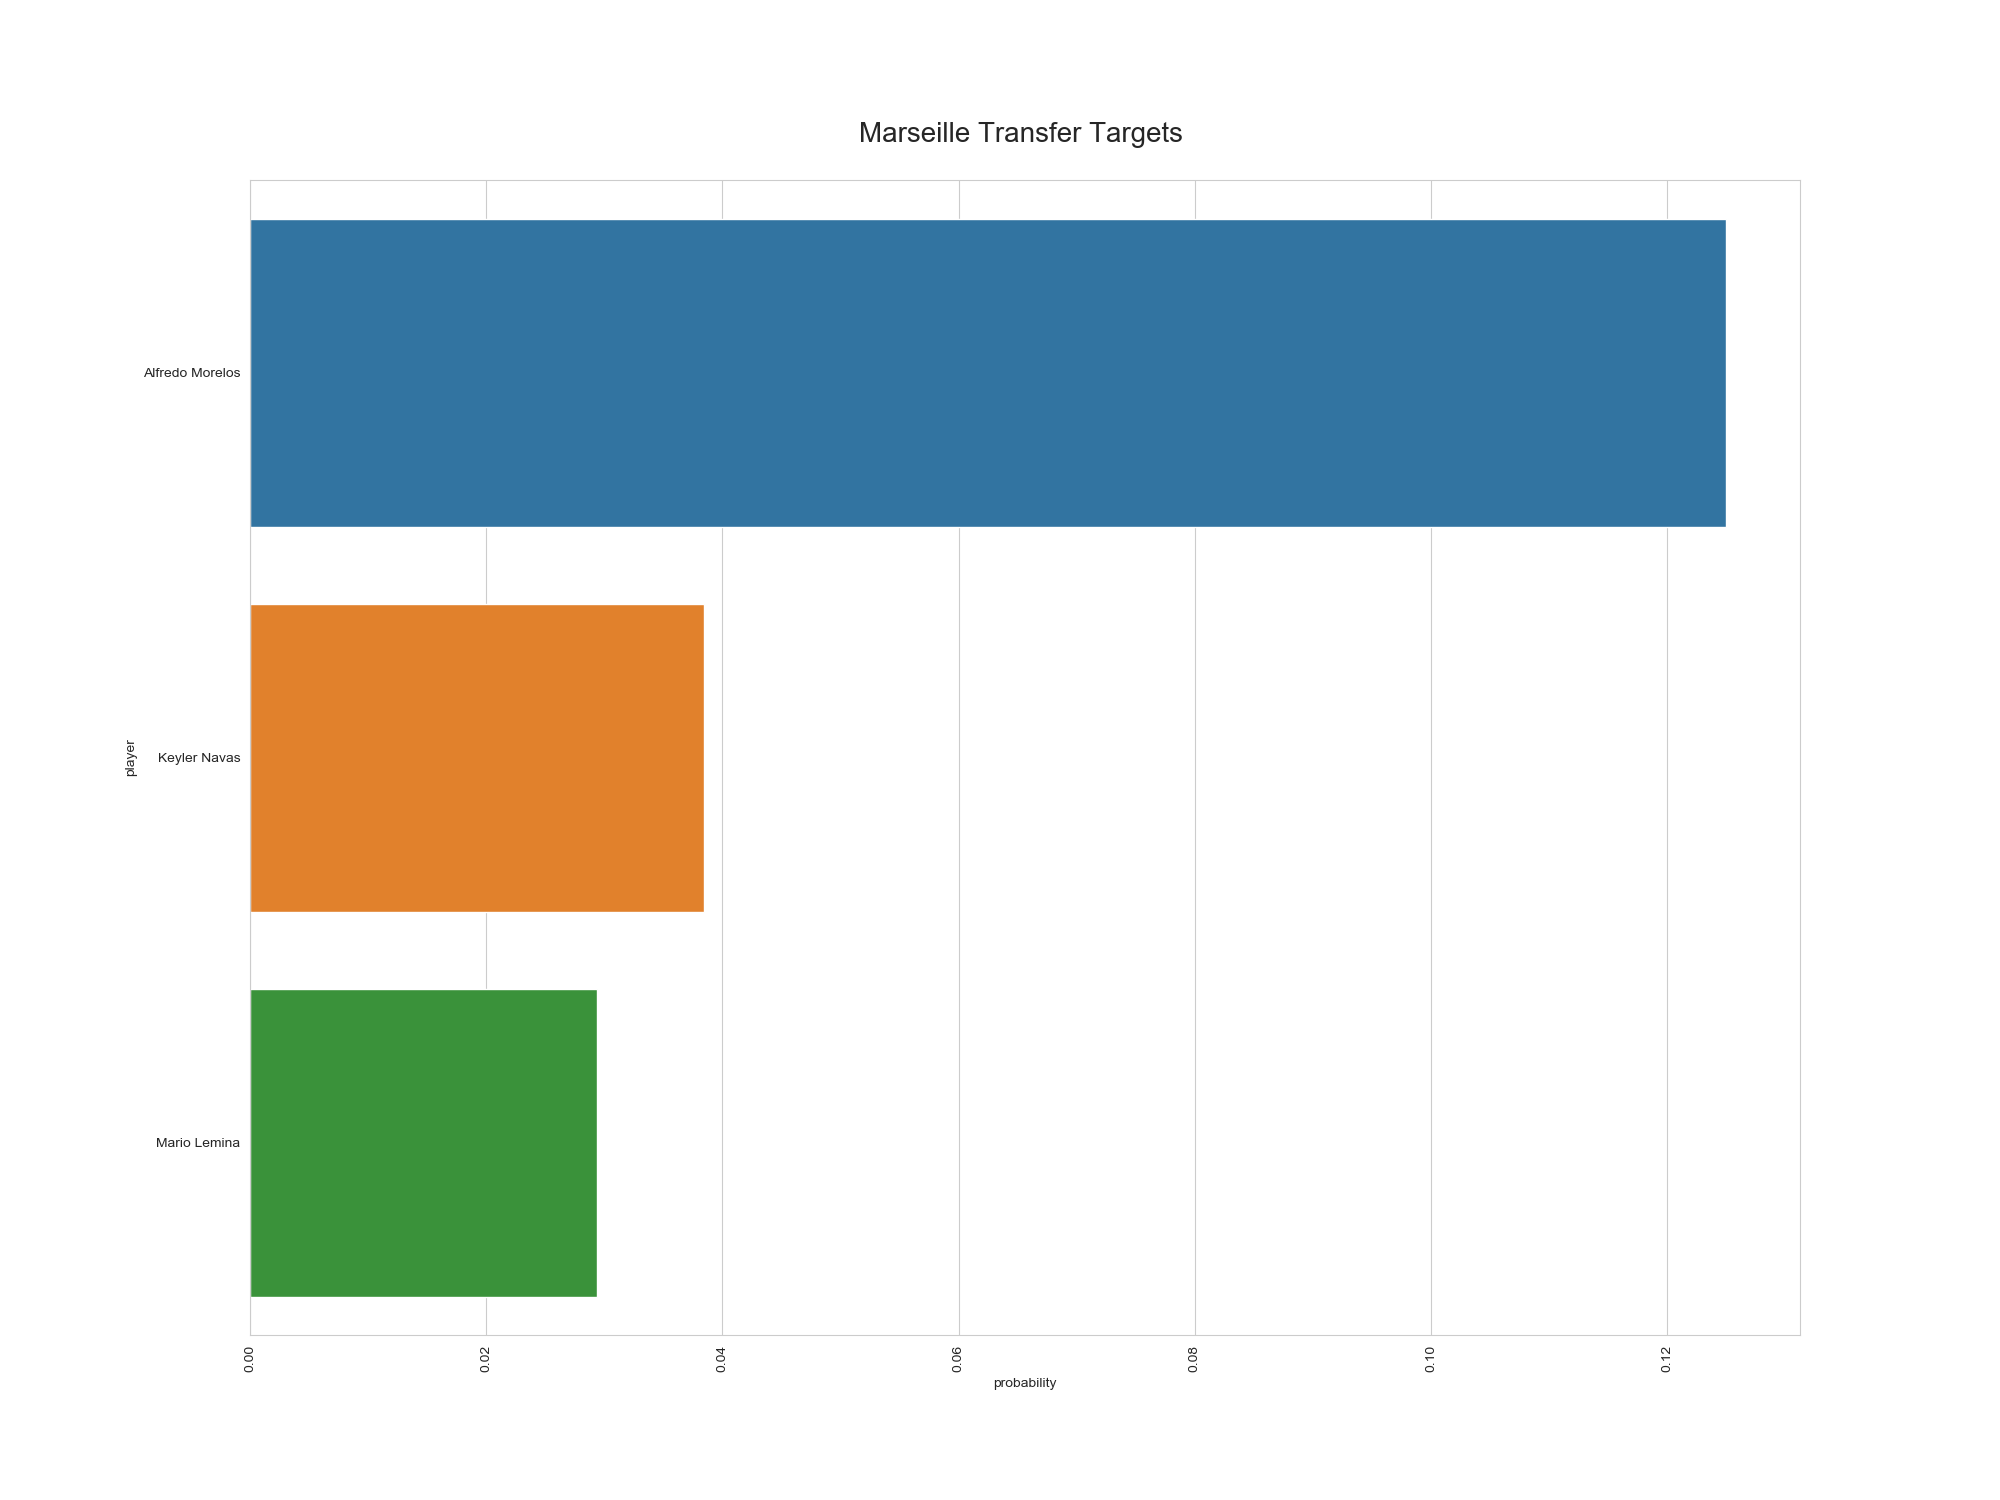 Marseille Transfer Targets
Alfredo Morelos
Keyler Navas
Mario Lemina
player
0.00
0.02
0.04
0.06
0.08
0.10
0.12
probability